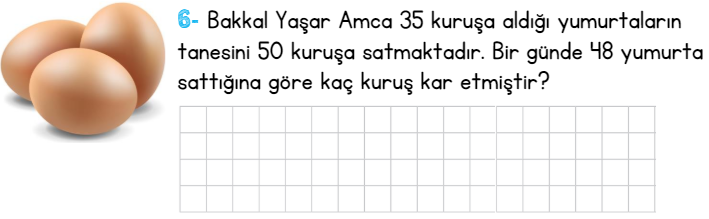 6- Bakkal Yaşar Amca 35 kuruşa aldığı yumurtaların
tanesini 50 kuruşa satmaktadır. Bir günde 48 yumurta
sattığına göre kaç kuruş kar etmiştir?